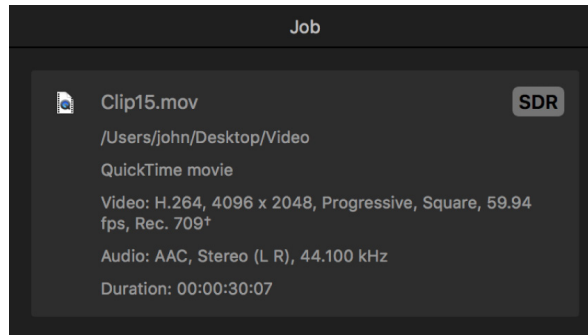 Job
Clip15.mov
SDR
/Users/john/Desktop/Video
QuickTime movie
Video: H.264, 4096 x 2048, Progressive, Square, 59.94
fps, Rec. 709†
Audio: AAC, Stereo (L R), 44.100 kHz
Duration: 00:00:30:07